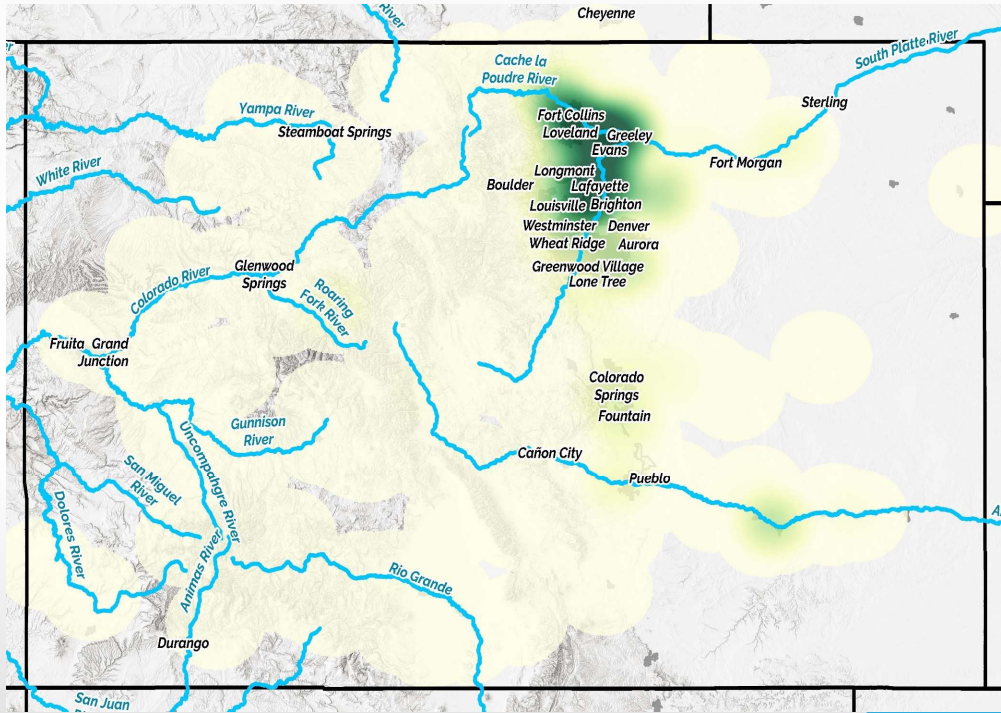 Cheyenne
River
er
South Platte River
Cache la
Poudre River
Sterling
Yampa River
Fort Collins
Steamboat Springs
Loveland
Greeley
Evans
Fort Morgan
White River
Longmont
Boulder
Lafayette
Louisville
Brighton
Westminster
Denver
Wheat Ridge
Aurora
Glenwood
Springs
Greenwood Village
Lone Tree
Colorado River
Roaring
Fork River
Fruita
Grand
Junction
Colorado
Springs
Fountain
Gunnison
River
Uncompahgre River
Cañon City
San Miguel
River
Pueblo
Dolores River
A
Animas River
Rio Grande
Durango
San Juan